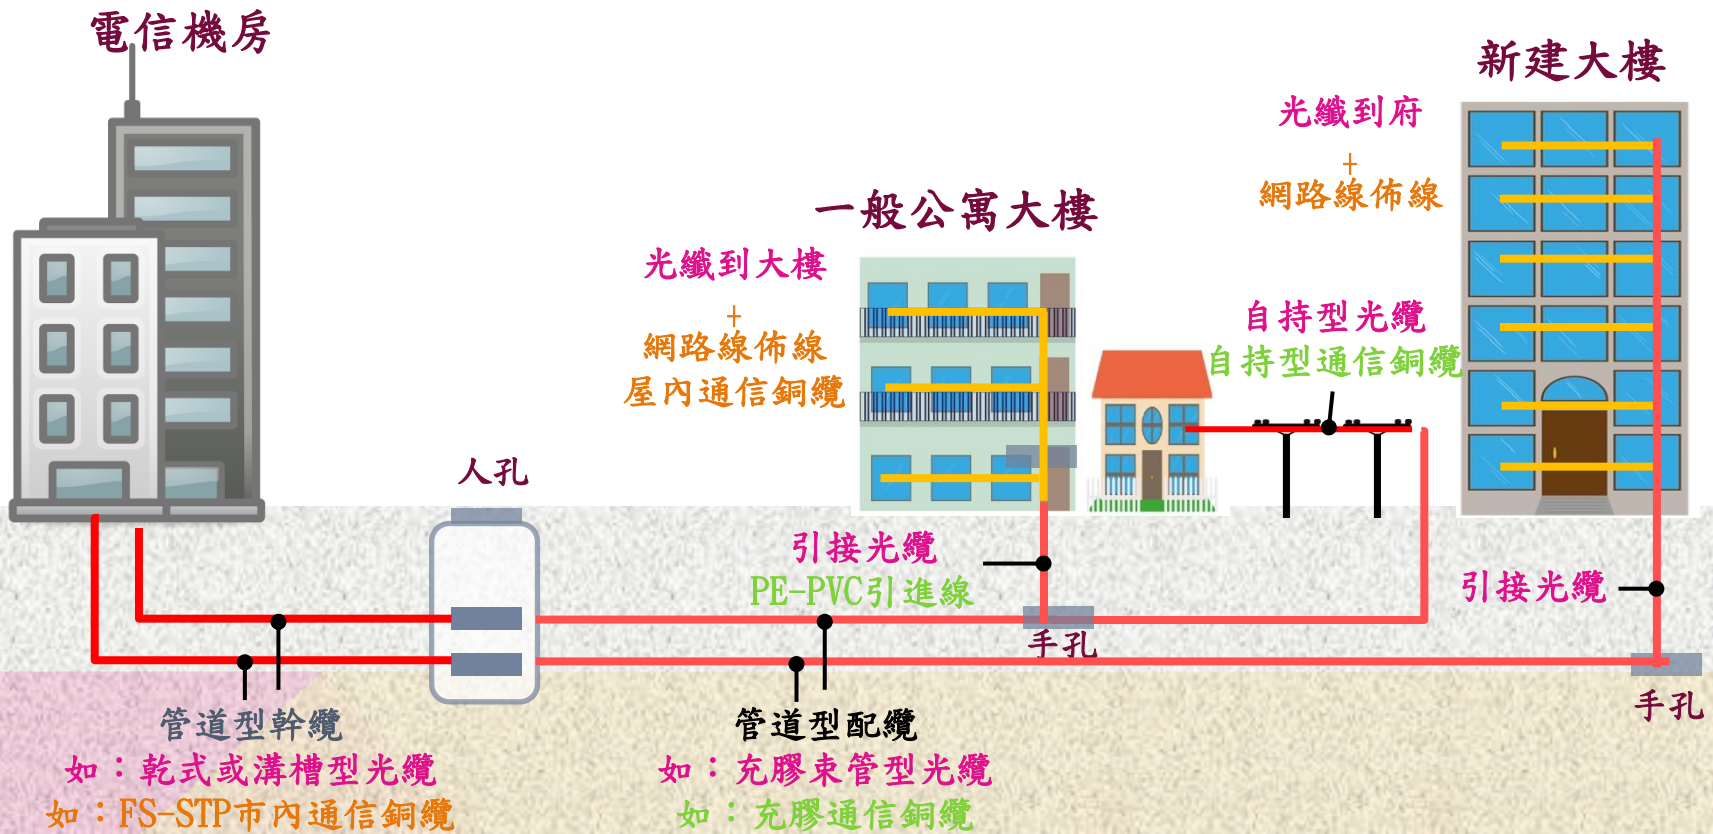 電信機房
新建大樓
光纖到府
+
網路線佈線
一般公寓大樓
光纖到大樓
+
網路線佈線
屋內通信銅纜
自持型光纜
自持型通信銅纜
人孔
引接光纜
PE-PVC引進線
引接光纜
手孔
手孔
管道型幹纜
如：乾式或溝槽型光纜
如：FS-STP市內通信銅纜
管道型配纜
如：充膠束管型光纜
如：充膠通信銅纜